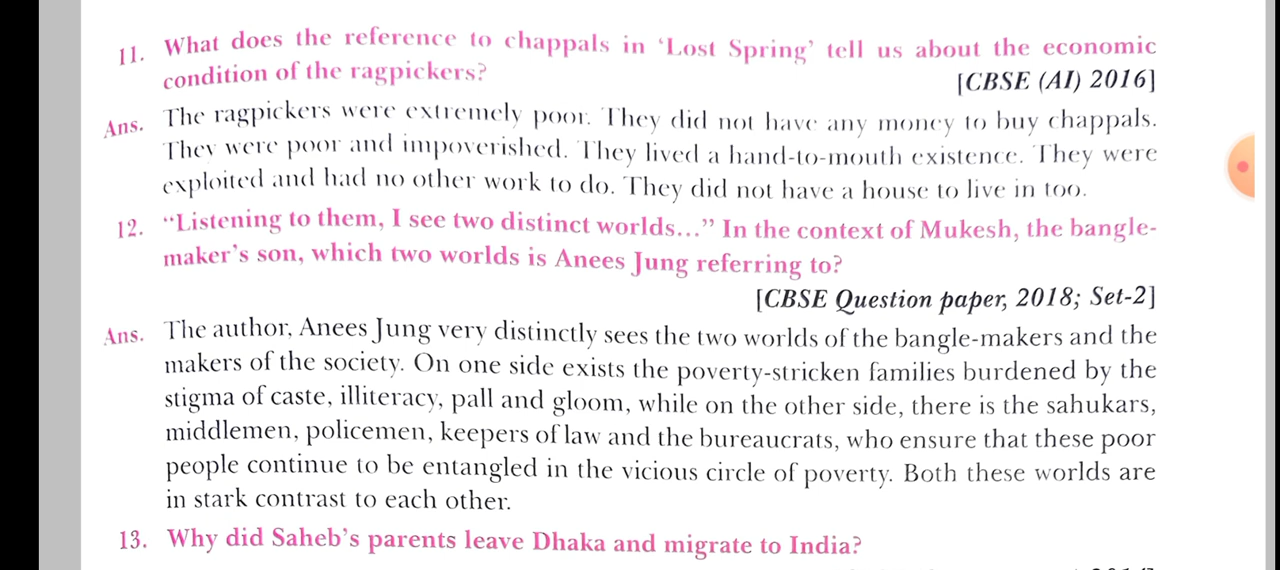 11. What does the reference to chappals in ‘Lost Spring’ tell us about the economic
condition of the ragpickers?
[CBSE (AI) 2016]
Ans. The ragpickers were extremely poor. They did not have any money to buy chappals.
They were poor and impoverished. They lived a hand-to-mouth existence. They were
exploited and had no other work to do. They did not have a house to live in too.
12. “Listening to them, I see two distinct worlds...” In the context of Mukesh, the bangle-
maker’s son, which two worlds is Anees Jung referring to?
[CBSE Question paper, 2018; Set-2]
Ans. The author, Anees Jung very distinctly sees the two worlds of the bangle-makers and the
makers of the society. On one side exists the poverty-stricken families burdened by the
stigma of caste, illiteracy, pall and gloom, while on the other side, there is the sahukars,
middlemen, policemen, keepers of law and the bureaucrats, who ensure that these poor
people continue to be entangled in the vicious circle of poverty. Both these worlds are
in stark contrast to each other.
13. Why did Saheb’s parents leave Dhaka and migrate to India?